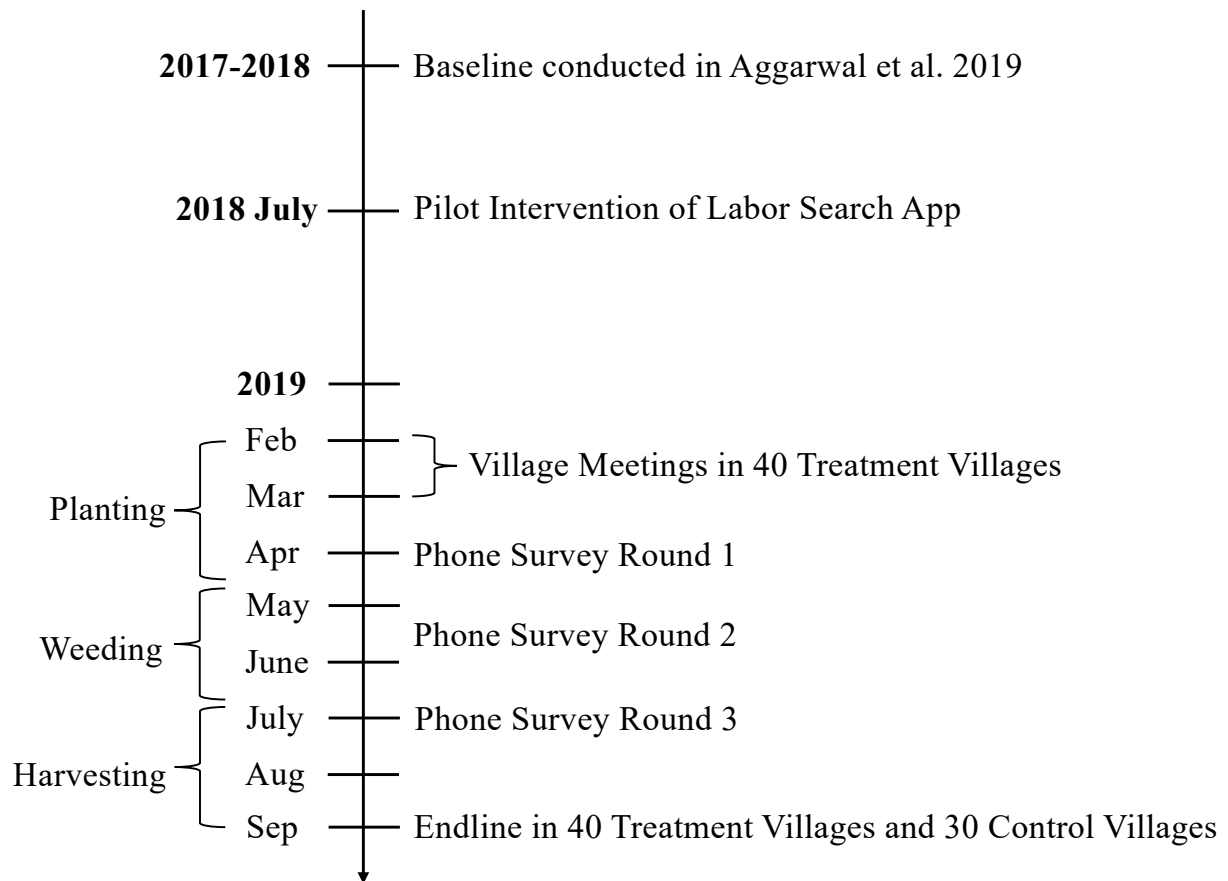 2017-2018 Baseline conducted in Aggarwal et al. 2019
2018 July Pilot Intervention of Labor Search App
2019
Feb
Village Meetings in 40 Treatment Villages
Mar
Planting
Apr Phone Survey Round 1
May
Phone Survey Round 2
Weeding
June
July Phone Survey Round 3
Harvesting Aug
Sep Endline in 40 Treatment Villages and 30 Control Villages